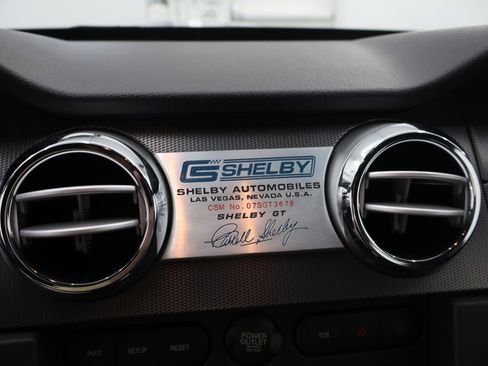 CS SHELBY
SHELBY AUTOMOBILES
LAS VEGAS, NEVADA U.S.A.
CSM No. 07SGT3676
SHELBY GT
Carroll Shelby
INFO SETUP RESET POWER OUTLET TCS